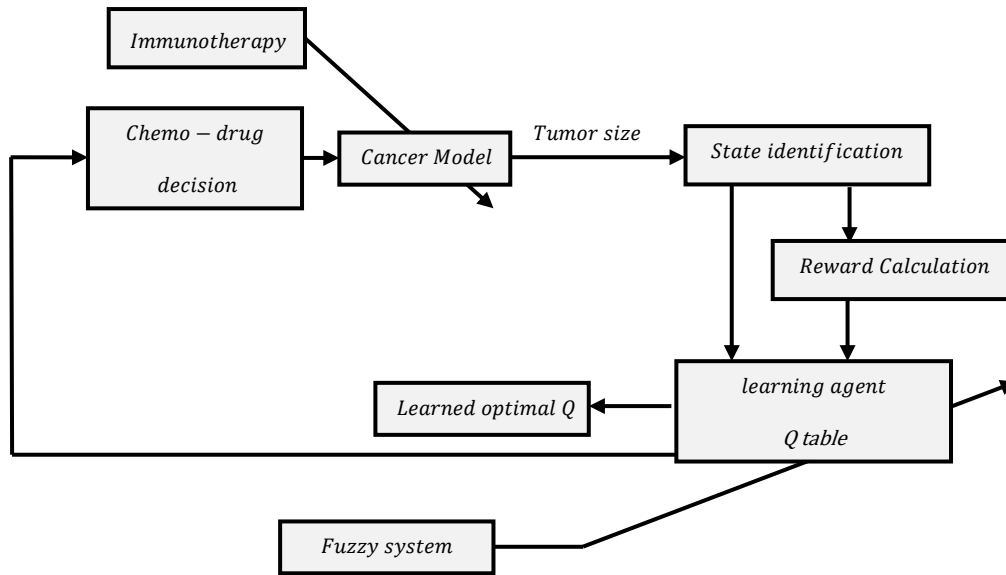 Immunotherapy
Chemo − drug
decision
Cancer Model
Tumor size
State identification
Reward Calculation
learning agent
Q table
Learned optimal Q
Fuzzy system